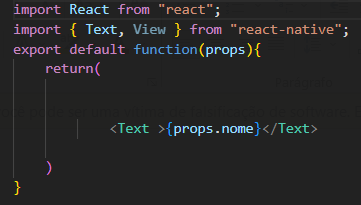 import React from "react";
import { Text, View } from "react-native";
export default function(props){
return(
<Text >{props.nome}</Text>
)
}